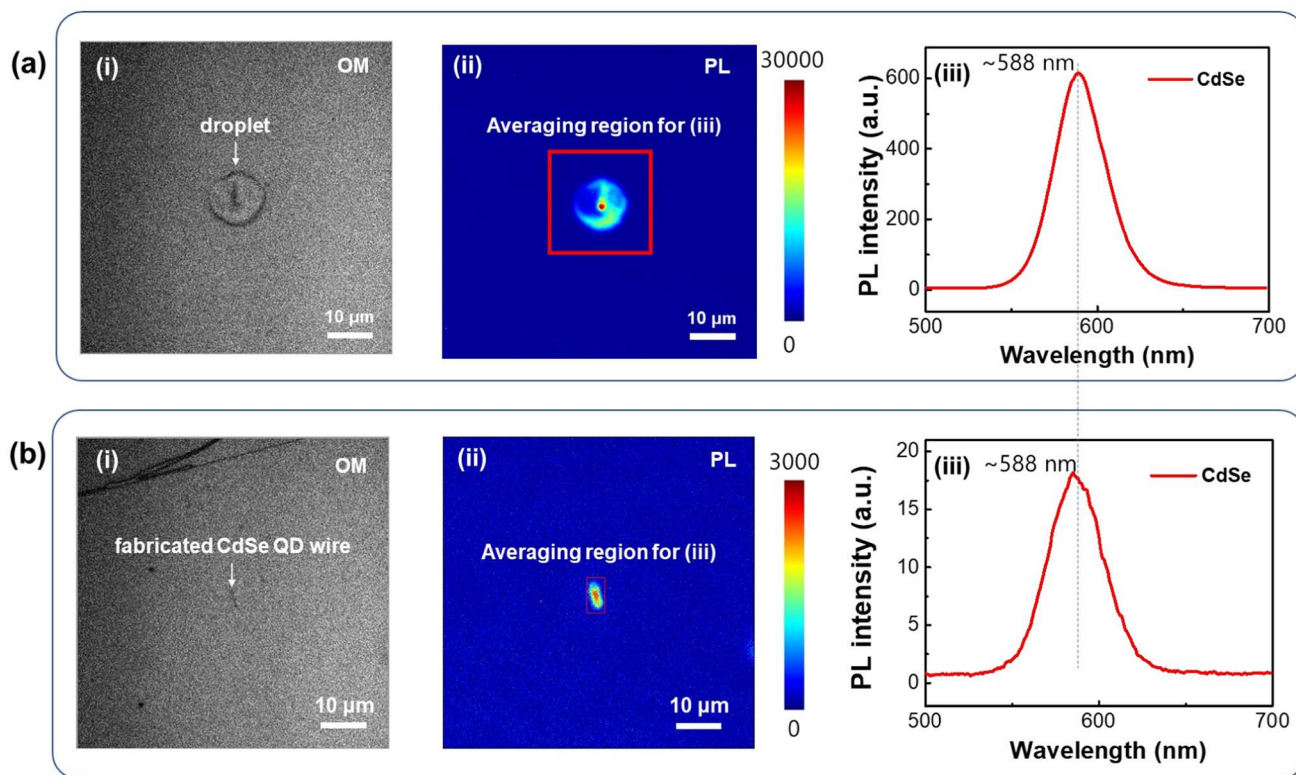 (a)
(i)
OM
droplet
10 µm
(ii)
PL
Averaging region for (iii)
10 µm
30000
0
(iii)
~588 nm
CdSe
PL intensity (a.u.)
600
400
200
0
500
600
700
Wavelength (nm)
(b)
(i)
OM
fabricated CdSe QD wire
10 µm
(ii)
PL
Averaging region for (iii)
10 µm
3000
0
(iii)
~588 nm
CdSe
PL intensity (a.u.)
20
15
10
5
0
500
600
700
Wavelength (nm)